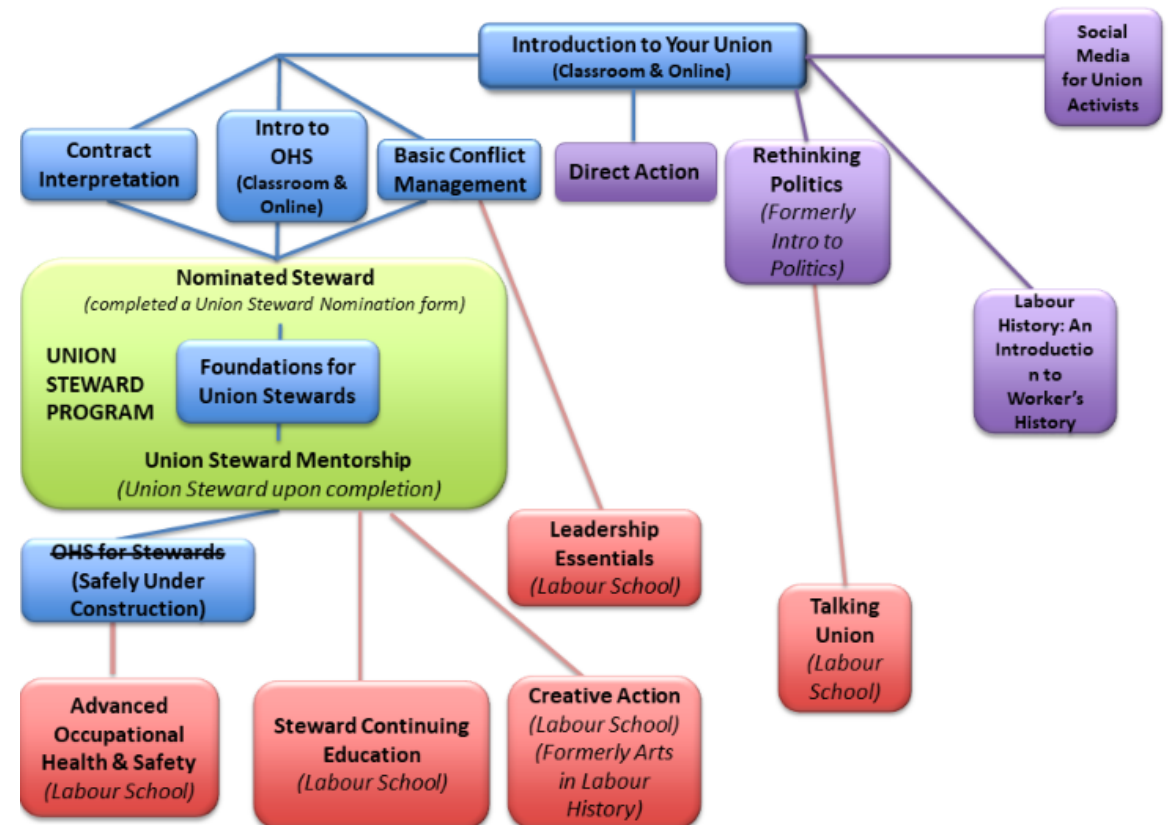 Introduction to Your Union
(Classroom & Online)
Social
Media
for Union
Activists
Contract
Interpretation
Intro to
OHS
(Classroom &
Online)
Basic Conflict
Management
Direct Action
Rethinking
Politics
(Formerly
Intro to
Politics)
Labour
History: An
Introductio
n to
Worker’s
History
Nominated Steward
(completed a Union Steward Nomination form)
UNION
STEWARD
PROGRAM
Foundations for
Union Stewards
Union Steward Mentorship
(Union Steward upon completion)
OHS for Stewards
(Safely Under
Construction)
Leadership
Essentials
(Labour School)
Talking
Union
(Labour
School)
Advanced
Occupational
Health & Safety
(Labour School)
Steward Continuing
Education
(Labour School)
Creative Action
(Labour School)
(Formerly Arts
in Labour
History)